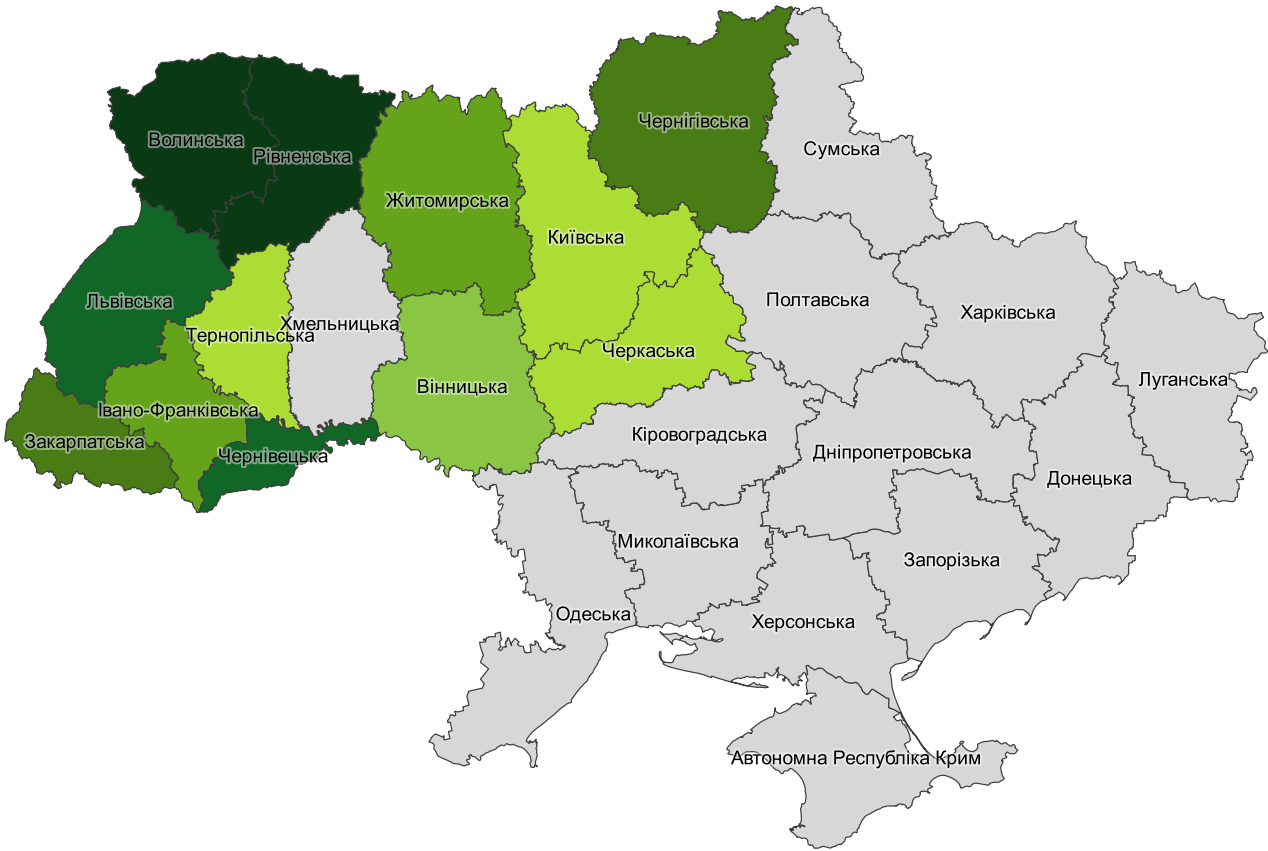 Чернігівська
Волинська
Сумська
Рівненська
Житомирська
Київська
Львівська
Полтавська
Харківська
Хмельницька
Тернопільська
Черкаська
Луганська
Вінницька
Івано-Франківська
Кіровоградська
Закарпатська
Чернівецька
Дніпропетровська
Донецька
Миколаївська
Запорізька
Одеська
Херсонська
Автономна Республіка Крим